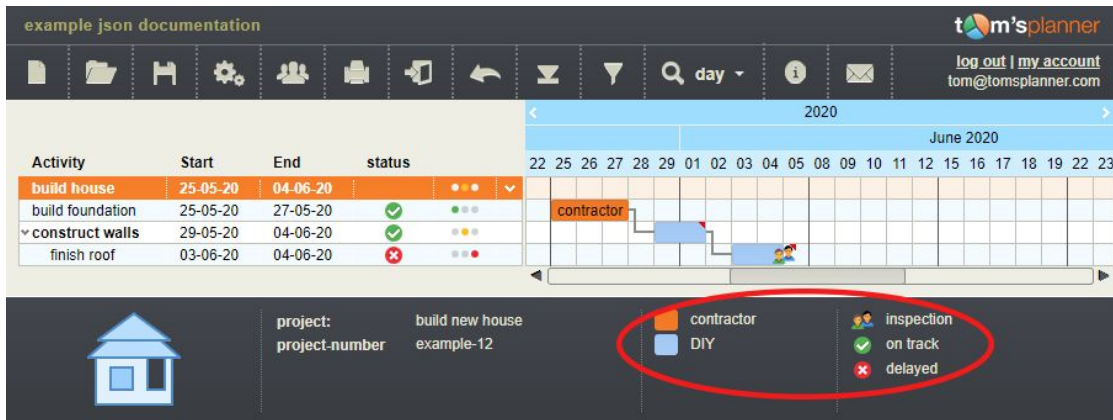 example json documentation
tom'splanner
day
log out | my account
tom@tomsplanner.com
2020
June 2020
Activity Start End status 22 25 26 27 28 29 01 02 03 04 05 08 09 10 11 12 15 16 17 18 19 22 23
build house 25-05-20 04-06-20
build foundation 25-05-20 27-05-20 contractor
construct walls 29-05-20 04-06-20
finish roof 03-06-20 04-06-20
project: build new house
project-number example-12
contractor
DIY
inspection
on track
delayed